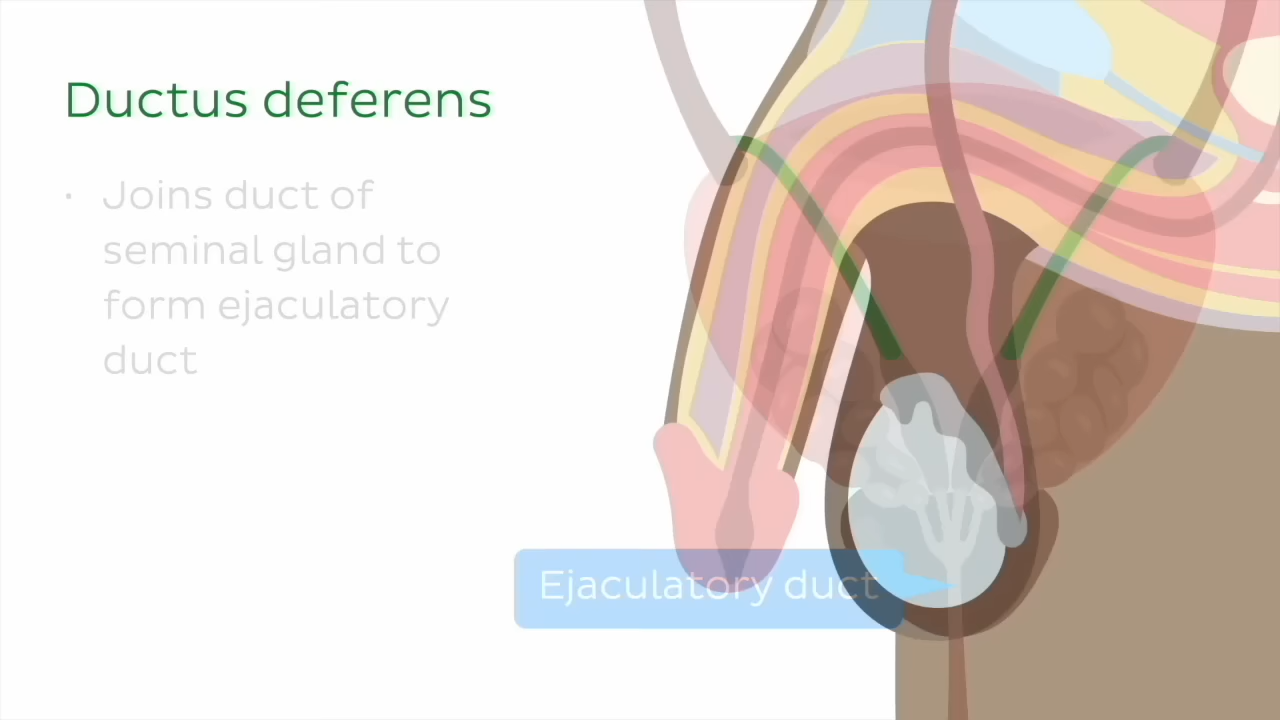 Ductus deferens
• Joins duct of
seminal gland to
form ejaculatory
duct
Ejaculatory duct